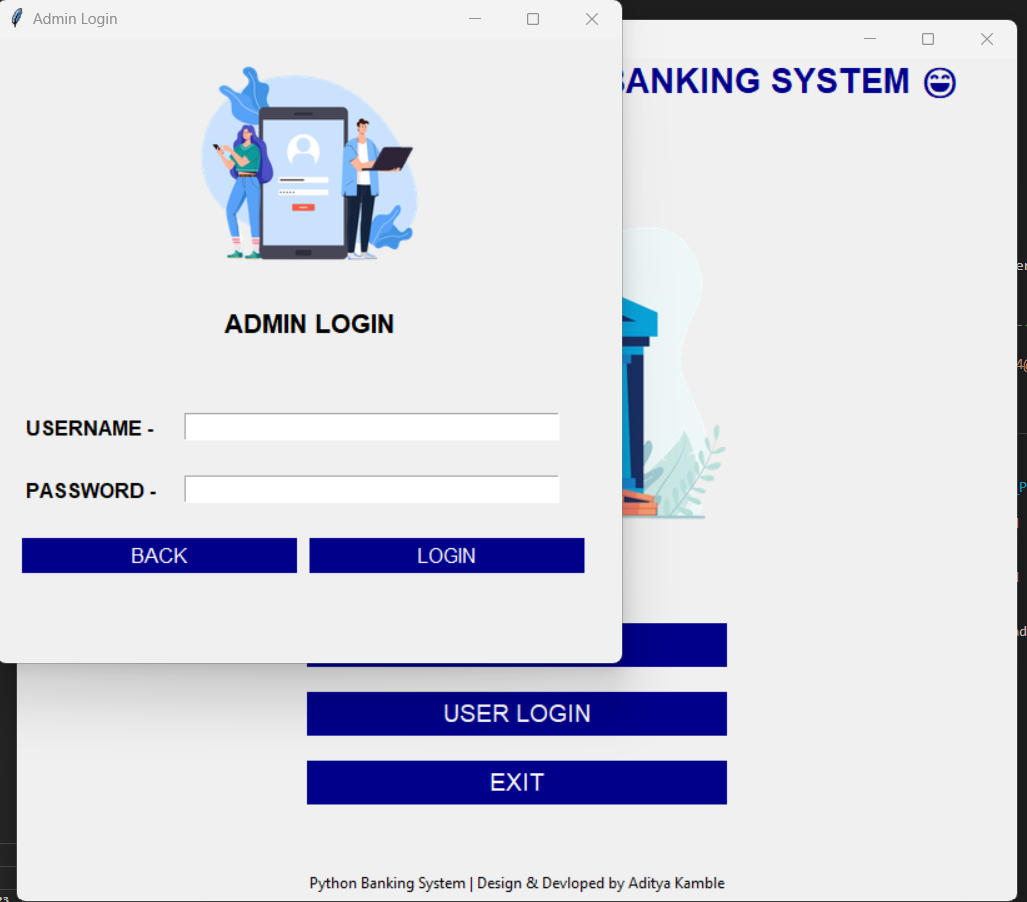 Admin Login
BANKING SYSTEM 😄
ADMIN LOGIN
USERNAME -
PASSWORD -
BACK
LOGIN
USER LOGIN
EXIT
Python Banking System | Design & Devloped by Aditya Kamble